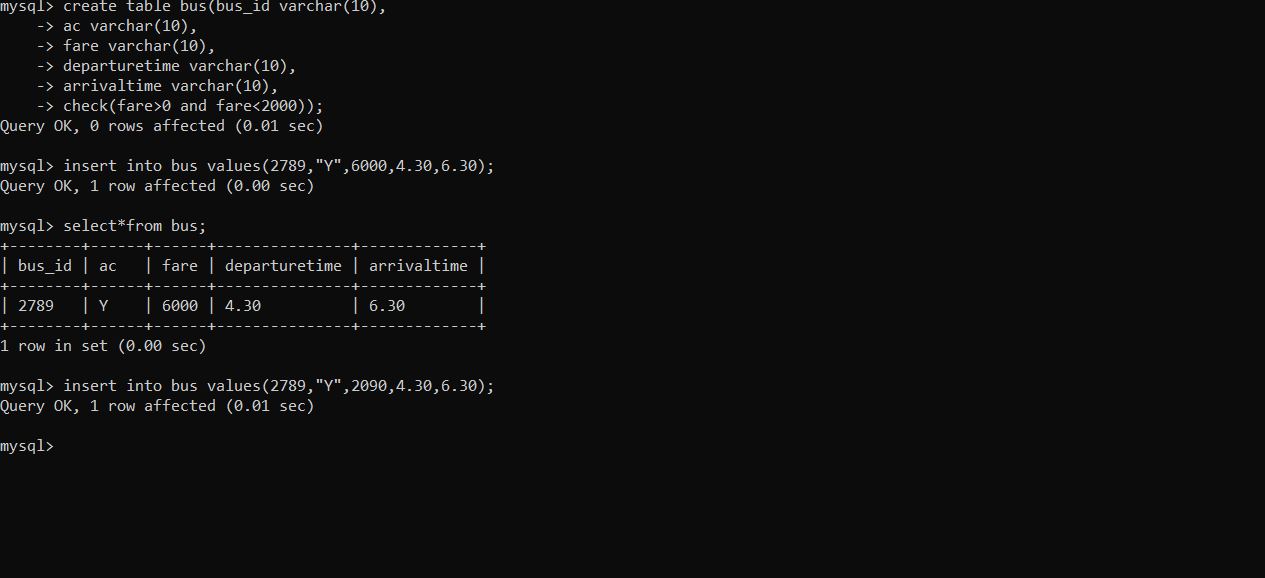 mysql> create table bus(bus_id varchar(10),
    -> ac varchar(10),
    -> fare varchar(10),
    -> departuretime varchar(10),
    -> arrivaltime varchar(10),
    -> check(fare>0 and fare<2000));
Query OK, 0 rows affected (0.01 sec)

mysql> insert into bus values(2789,"Y",6000,4.30,6.30);
Query OK, 1 row affected (0.00 sec)

mysql> select*from bus;
+--------+------+------+---------------+-------------+
| bus_id | ac   | fare | departuretime | arrivaltime |
+--------+------+------+---------------+-------------+
| 2789   | Y    | 6000 | 4.30          | 6.30        |
+--------+------+------+---------------+-------------+
1 row in set (0.00 sec)

mysql> insert into bus values(2789,"Y",2090,4.30,6.30);
Query OK, 1 row affected (0.01 sec)

mysql>